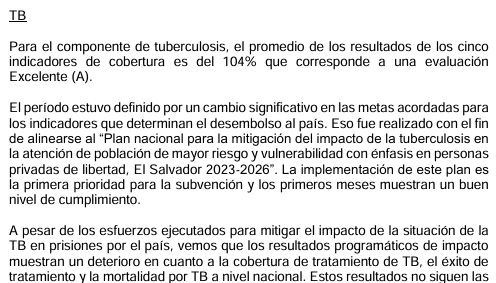 TB
Para el componente de tuberculosis, el promedio de los resultados de los cinco
indicadores de cobertura es del 104% que corresponde a una evaluación
Excelente (A).
El período estuvo definido por un cambio significativo en las metas acordadas para
los indicadores que determinan el desembolso al país. Eso fue realizado con el fin
de alinearse al “Plan nacional para la mitigación del impacto de la tuberculosis en
la atención de población de mayor riesgo y vulnerabilidad con énfasis en personas
privadas de libertad, El Salvador 2023-2026”. La implementación de este plan es
la primera prioridad para la subvención y los primeros meses muestran un buen
nivel de cumplimiento.
A pesar de los esfuerzos ejecutados para mitigar el impacto de la situación de la
TB en prisiones por el país, vemos que los resultados programáticos de impacto
muestran un deterioro en cuanto a la cobertura de tratamiento de TB, el éxito de
tratamiento y la mortalidad por TB a nivel nacional. Estos resultados no siguen las